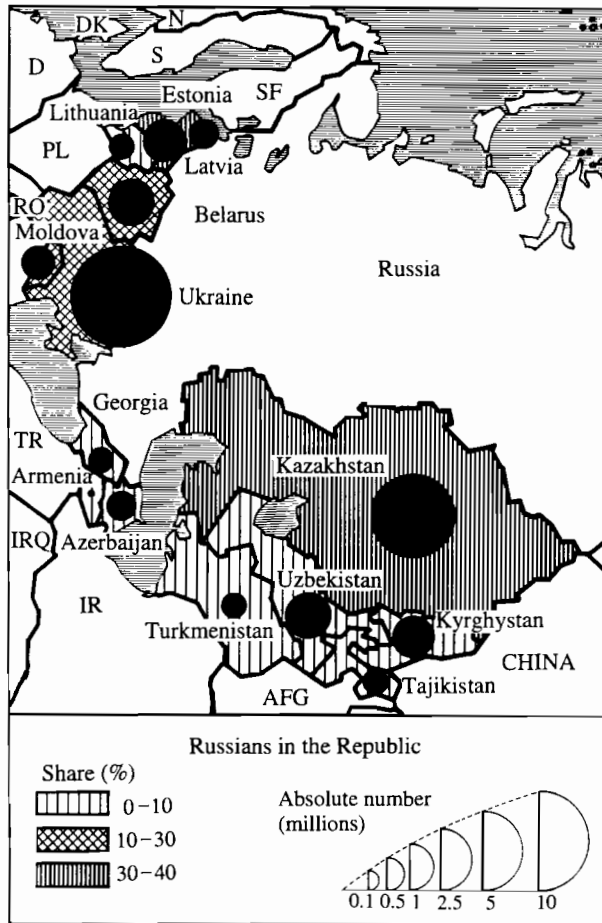 DK
N
D
S
Estonia
SF
Lithuania
PL
Latvia
RO
Belarus
Moldova
Russia
Ukraine
Georgia
TR
Kazakhstan
Armenia
IRQ
Azerbaijan
Uzbekistan
IR
Turkmenistan
Kyrghystan
CHINA
Tajikistan
AFG
Russians in the Republic
Share (%)
0–10
10–30
30–40
Absolute number
(millions)
0.1 0.5 1 2.5 5 10